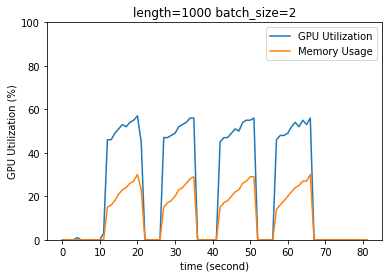 length=1000 batch_size=2
GPU Utilization
Memory Usage
GPU Utilization (%)
100
80
60
40
20
0
0 10 20 30 40 50 60 70 80
time (second)